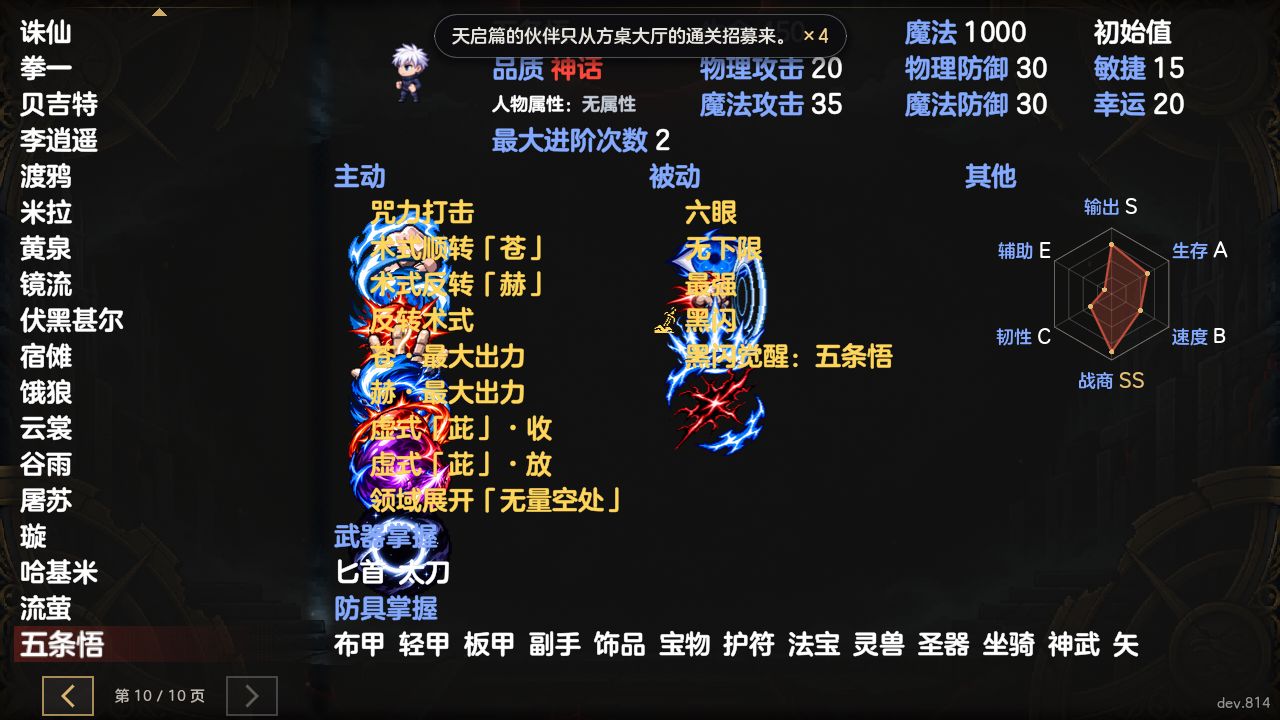 天启篇的伙伴只从方桌大厅的通关招募来。 ×4
诛仙
拳一
贝吉特
李逍遥
渡鸦
米拉
黄泉
镜流
伏黑甚尔
宿傩
饿狼
云裳
谷雨
屠苏
璇
哈基米
流萤
五条悟
第 10 / 10 页
魔法 1000 初始值
品质 神话 物理攻击 20 物理防御 30 敏捷 15
人物属性：无属性 魔法攻击 35 魔法防御 30 幸运 20
最大进阶次数 2
主动
咒力打击
术式顺转「苍」
术式反转「赫」
反转术式
苍·最大出力
赫·最大出力
虚式「茈」·收
虚式「茈」·放
领域展开「无量空处」
武器掌握
匕首 太刀
防具掌握
布甲 轻甲 板甲 副手 饰品 宝物 护符 法宝 灵兽 圣器 坐骑 神武 矢
被动
六眼
无下限
最强
黑闪
黑闪觉醒：五条悟
其他
输出 S
辅助 E
生存 A
韧性 C
速度 B
战商 SS
dev.814